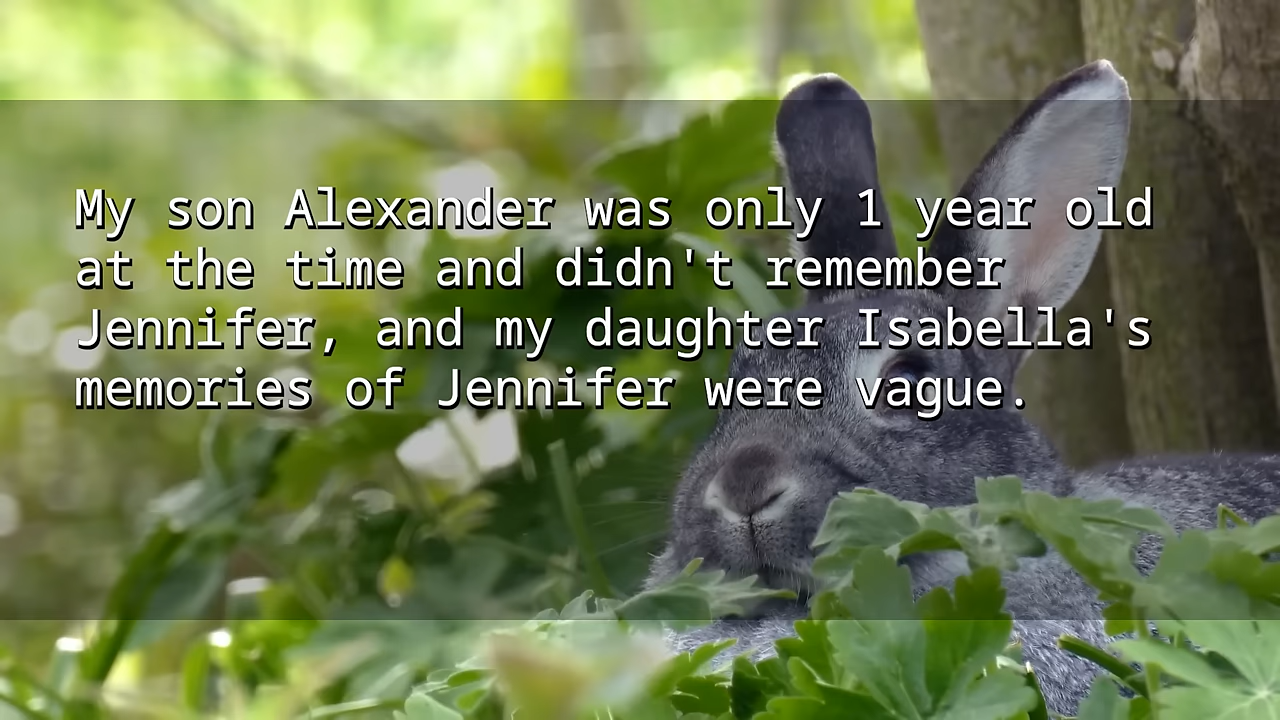 My son Alexander was only 1 year old
at the time and didn't remember
Jennifer, and my daughter Isabella's
memories of Jennifer were vague.